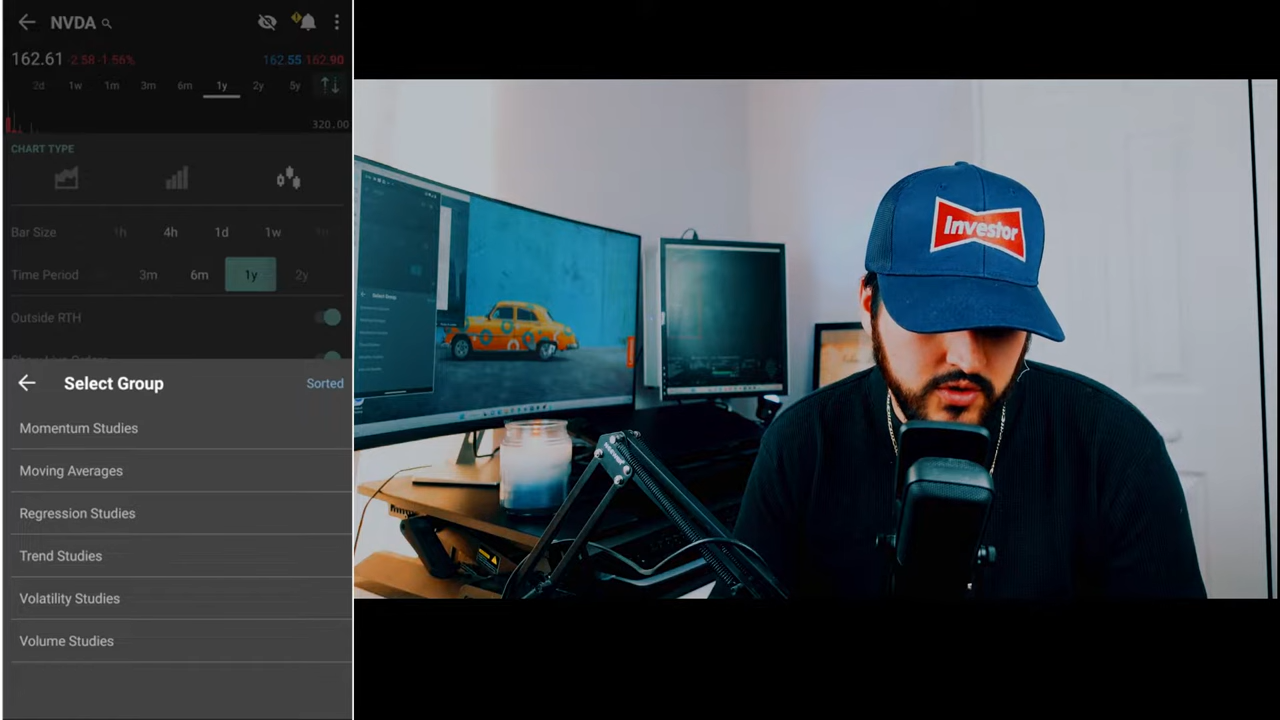 NVDA
162.61 -2.58 -1.56% 162.55 162.90
2d 1w 1m 3m 6m 1y 2y 5y
320.00
CHART TYPE
Bar Size 4h 1d 1w
Time Period 3m 6m 1y 2y
Outside RTH
Select Group Sorted
Momentum Studies
Moving Averages
Regression Studies
Trend Studies
Volatility Studies
Volume Studies
Investor
Select Group